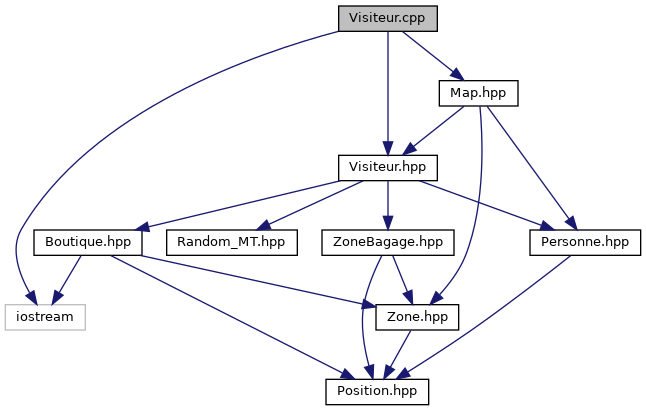 Visiteur.cpp
Map.hpp
Visiteur.hpp
Boutique.hpp
Random_MT.hpp
ZoneBagage.hpp
Personne.hpp
iostream
Zone.hpp
Position.hpp